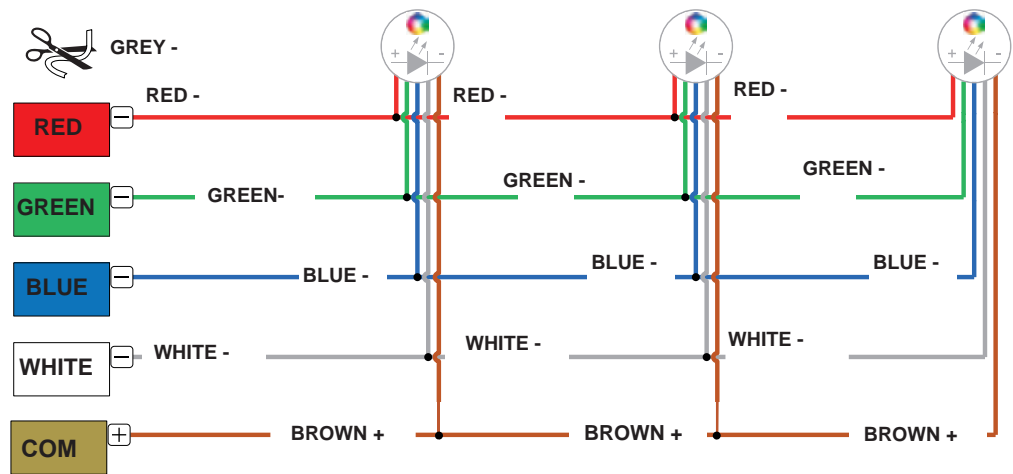 GREY -
+ -
+ -
+ -
RED - RED - RED -
RED −
GREEN- GREEN - GREEN -
GREEN −
BLUE - BLUE - BLUE -
BLUE −
WHITE - WHITE - WHITE -
WHITE −
BROWN + BROWN + BROWN +
COM +